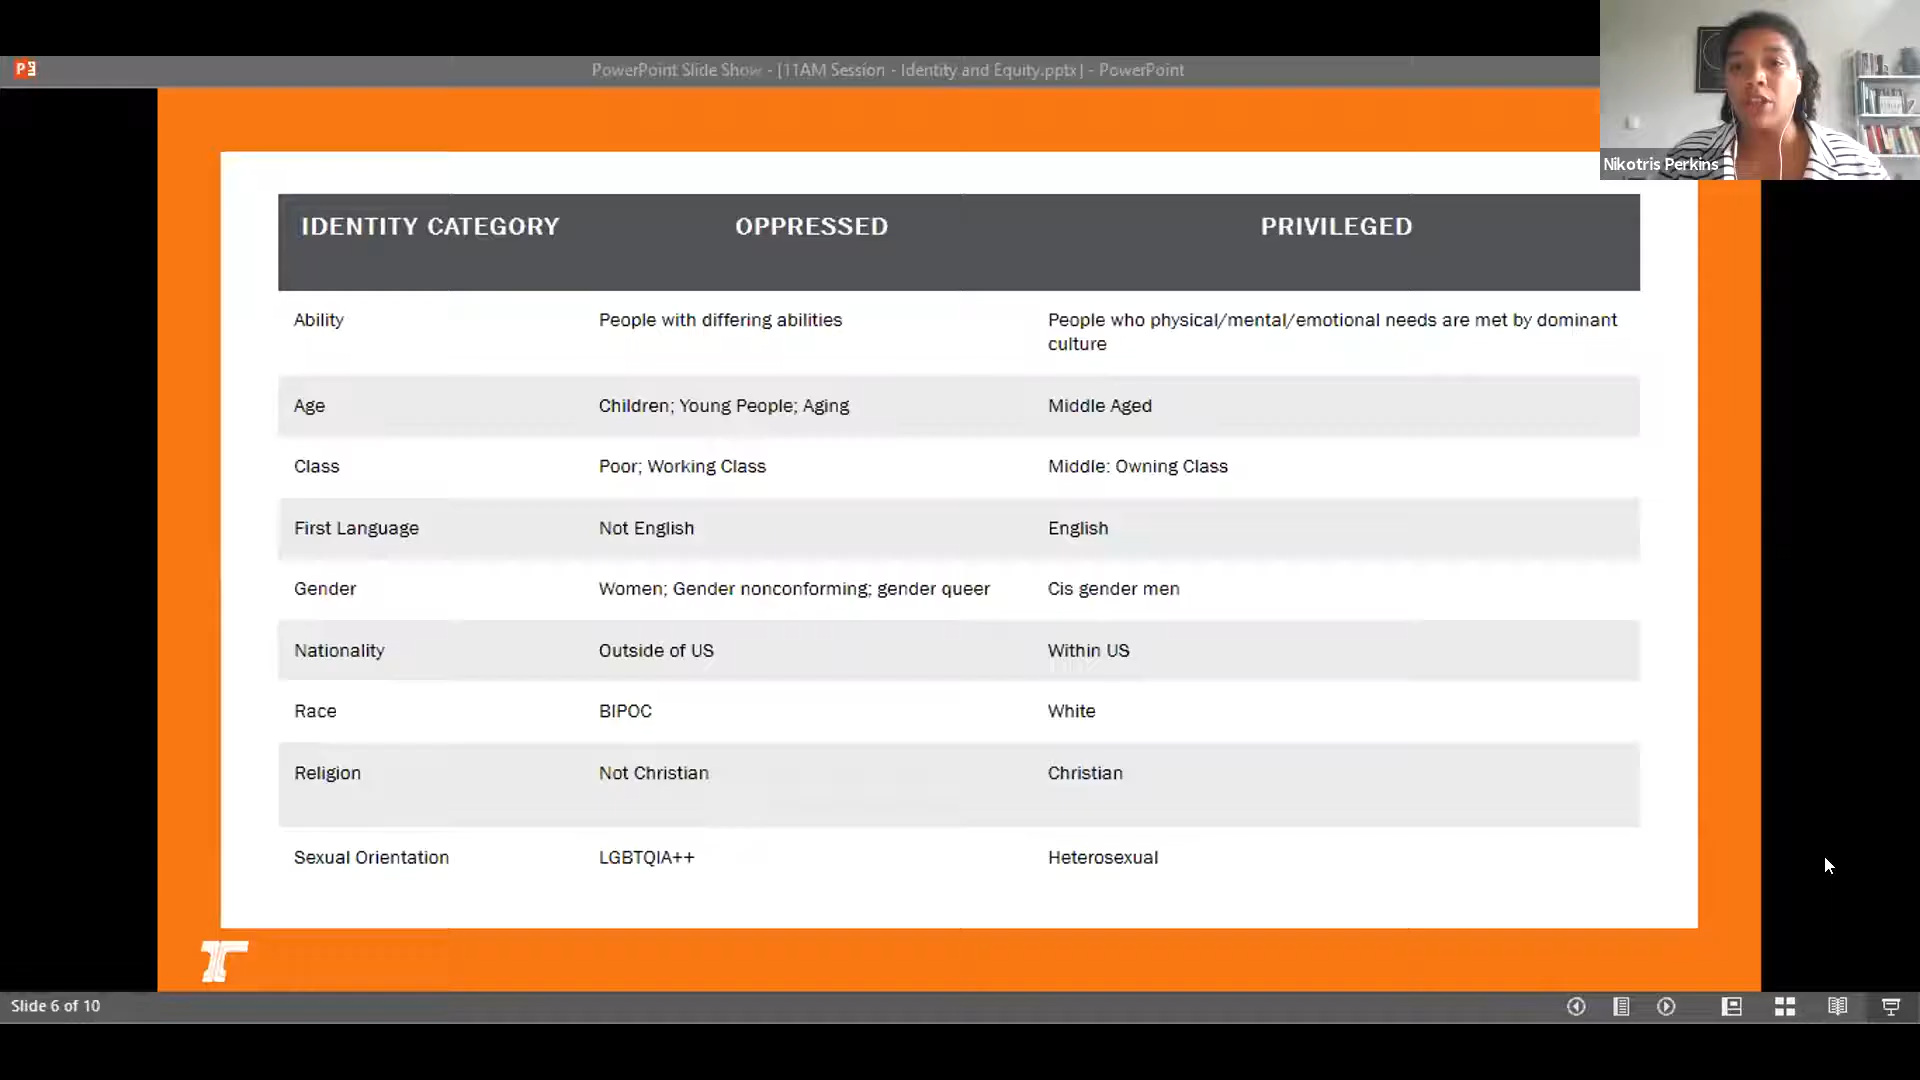 PowerPoint Slide Show - [11AM Session - Identity and Equity.pptx] - PowerPoint
Nikotris Perkins
IDENTITY CATEGORY OPPRESSED PRIVILEGED
Ability People with differing abilities People who physical/mental/emotional needs are met by dominant
culture
Age Children; Young People; Aging Middle Aged
Class Poor; Working Class Middle: Owning Class
First Language Not English English
Gender Women; Gender nonconforming; gender queer Cis gender men
Nationality Outside of US Within US
Race BIPOC White
Religion Not Christian Christian
Sexual Orientation LGBTQIA++ Heterosexual
T
Slide 6 of 10